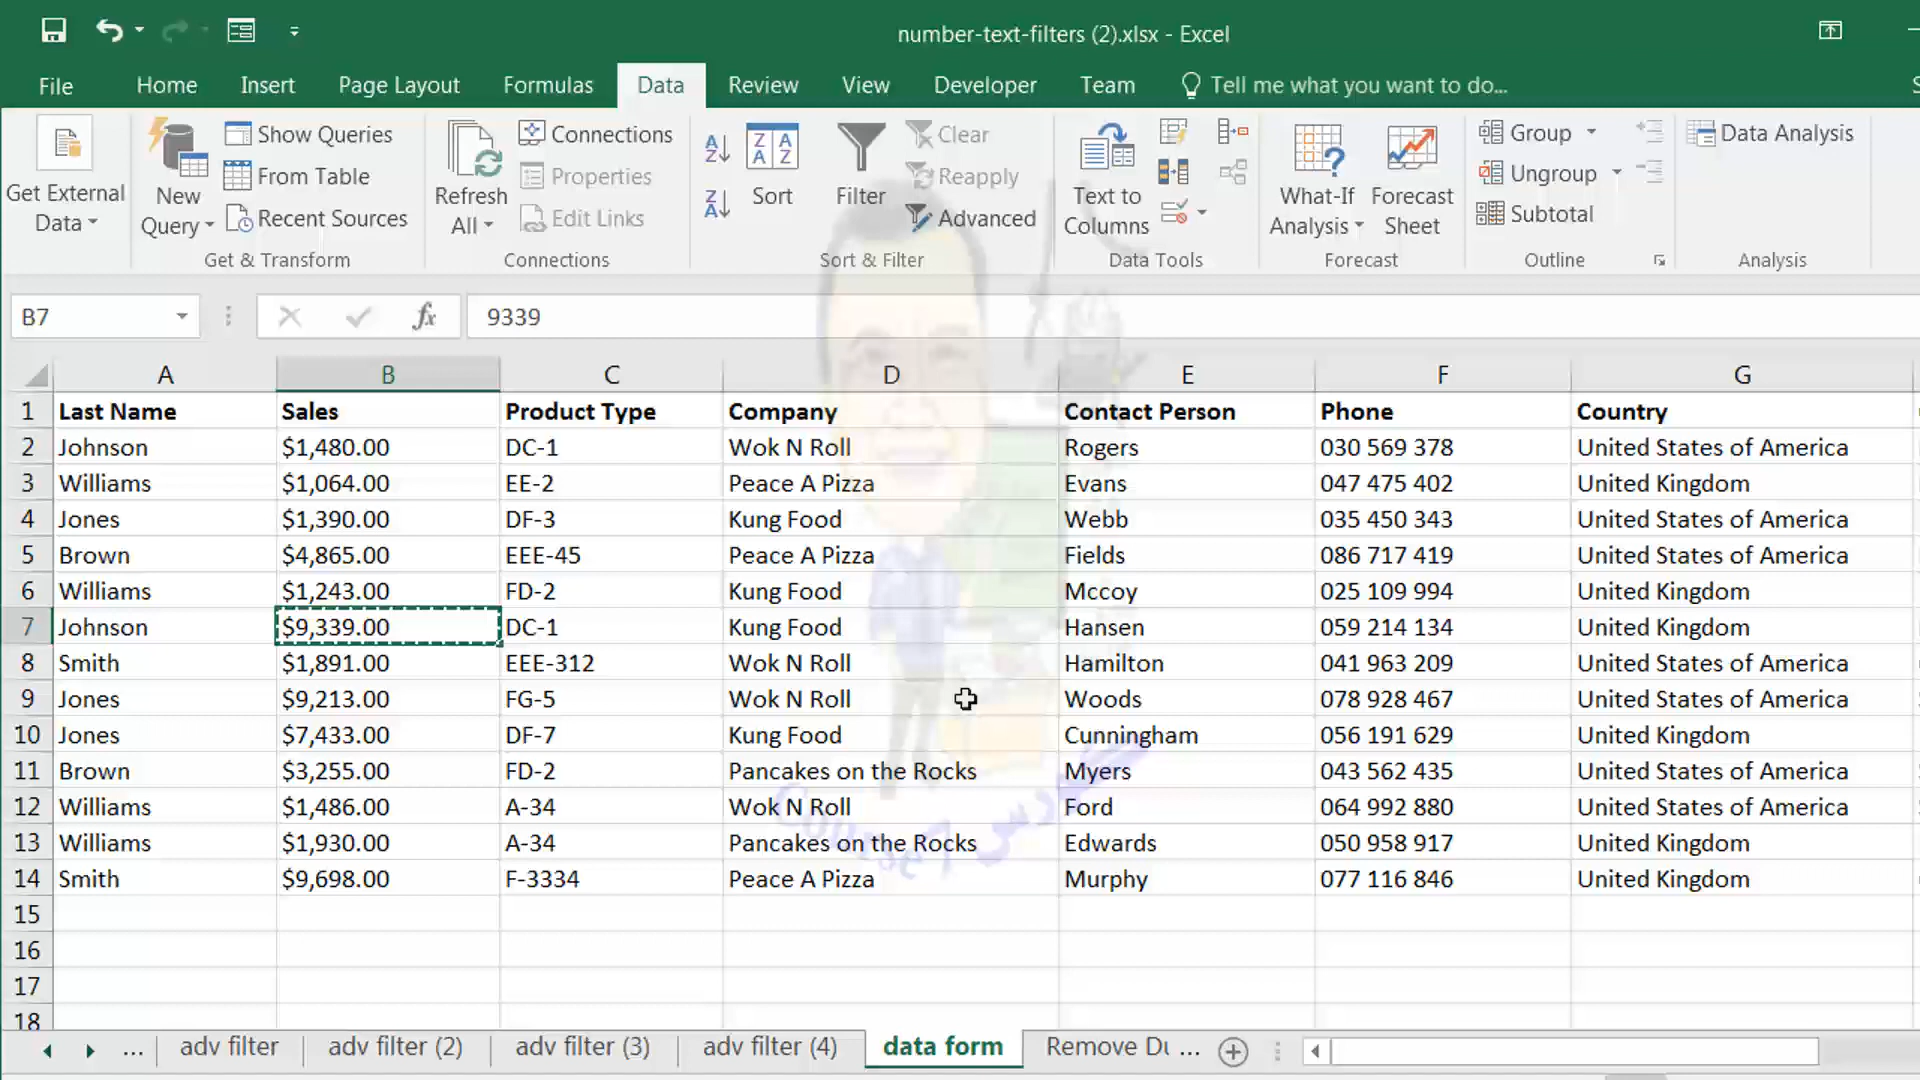 number-text-filters (2).xlsx - Excel
File Home Insert Page Layout Formulas Data Review View Developer Team Tell me what you want to do...
Get External Data
New Query
Show Queries
From Table
Recent Sources
Get & Transform
Refresh All
Connections
Properties
Edit Links
Connections
Sort
Filter
Clear
Reapply
Advanced
Sort & Filter
Text to Columns
Data Tools
What-If Analysis
Forecast Sheet
Forecast
Group
Ungroup
Subtotal
Outline
Data Analysis
Analysis
B7 fx 9339
A B C D E F G
1 Last Name Sales Product Type Company Contact Person Phone Country
2 Johnson $1,480.00 DC-1 Wok N Roll Rogers 030 569 378 United States of America
3 Williams $1,064.00 EE-2 Peace A Pizza Evans 047 475 402 United Kingdom
4 Jones $1,390.00 DF-3 Kung Food Webb 035 450 343 United States of America
5 Brown $4,865.00 EEE-45 Peace A Pizza Fields 086 717 419 United States of America
6 Williams $1,243.00 FD-2 Kung Food Mccoy 025 109 994 United Kingdom
7 Johnson $9,339.00 DC-1 Kung Food Hansen 059 214 134 United Kingdom
8 Smith $1,891.00 EEE-312 Wok N Roll Hamilton 041 963 209 United States of America
9 Jones $9,213.00 FG-5 Wok N Roll Woods 078 928 467 United States of America
10 Jones $7,433.00 DF-7 Kung Food Cunningham 056 191 629 United Kingdom
11 Brown $3,255.00 FD-2 Pancakes on the Rocks Myers 043 562 435 United States of America
12 Williams $1,486.00 A-34 Wok N Roll Ford 064 992 880 United States of America
13 Williams $1,930.00 A-34 Pancakes on the Rocks Edwards 050 958 917 United Kingdom
14 Smith $9,698.00 F-3334 Peace A Pizza Murphy 077 116 846 United Kingdom
15
16
17
18
Course7
... adv filter adv filter (2) adv filter (3) adv filter (4) data form Remove Du ...